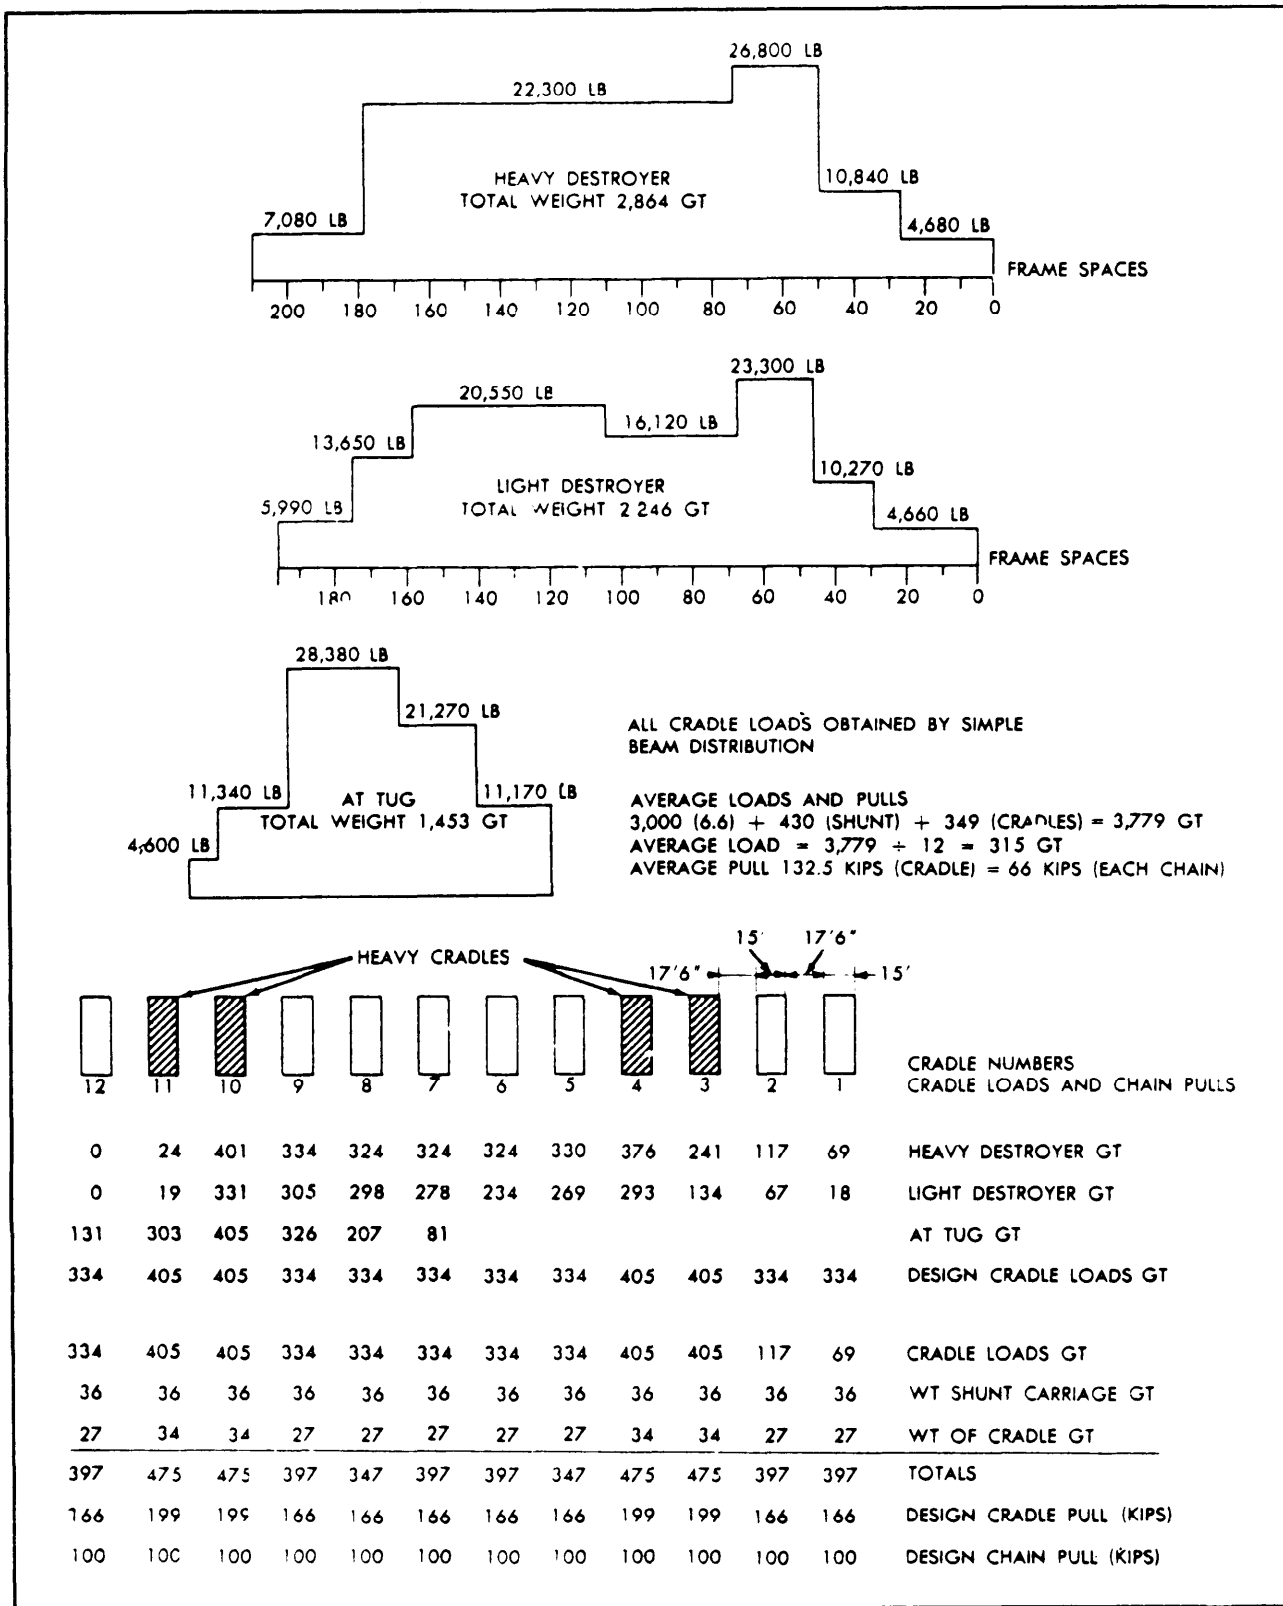 26,800 LB
22,300 LB
HEAVY DESTROYER
TOTAL WEIGHT 2,864 GT
10,840 LB
7,080 LB
4,680 LB
FRAME SPACES
200 180 160 140 120 100 80 60 40 20 0
23,300 LB
20,550 LB
16,120 LB
13,650 LB
10,270 LB
LIGHT DESTROYER
TOTAL WEIGHT 2 246 GT
5,990 LB
4,660 LB
FRAME SPACES
180 160 140 120 100 80 60 40 20 0
28,380 LB
21,270 LB
ALL CRADLE LOADS OBTAINED BY SIMPLE
BEAM DISTRIBUTION
11,340 LB
11,170 LB
AT TUG
TOTAL WEIGHT 1,453 GT
4,600 LB
AVERAGE LOADS AND PULLS
3,000 (6.6) + 430 (SHUNT) + 349 (CRADLES) = 3,779 GT
AVERAGE LOAD = 3,779 ÷ 12 = 315 GT
AVERAGE PULL 132.5 KIPS (CRADLE) = 66 KIPS (EACH CHAIN)
15' 17'6"
HEAVY CRADLES
17'6" 15'
CRADLE NUMBERS
12 11 10 9 8 7 6 5 4 3 2 1 CRADLE LOADS AND CHAIN PULLS
0 24 401 334 324 324 324 330 376 241 117 69 HEAVY DESTROYER GT
0 19 331 305 298 278 234 269 293 134 67 18 LIGHT DESTROYER GT
131 303 405 326 207 81 AT TUG GT
334 405 405 334 334 334 334 334 405 405 334 334 DESIGN CRADLE LOADS GT
334 405 405 334 334 334 334 334 405 405 117 69 CRADLE LOADS GT
36 36 36 36 36 36 36 36 36 36 36 36 WT SHUNT CARRIAGE GT
27 34 34 27 27 27 27 27 34 34 27 27 WT OF CRADLE GT
397 475 475 397 347 397 397 347 475 475 397 397 TOTALS
166 199 199 166 166 166 166 166 199 199 166 166 DESIGN CRADLE PULL (KIPS)
100 100 100 100 100 100 100 100 100 100 100 100 DESIGN CHAIN PULL (KIPS)